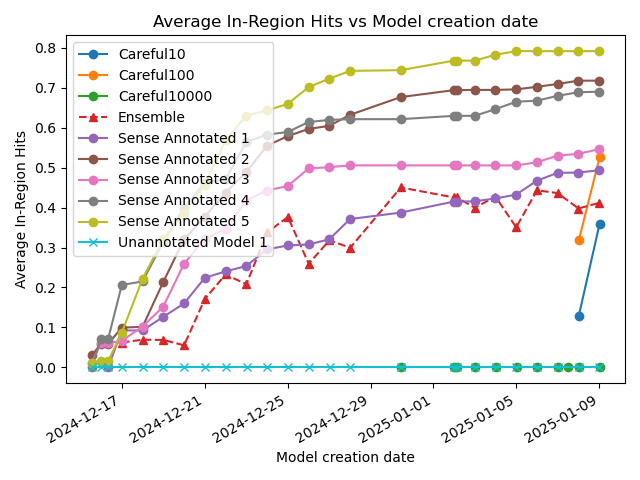 Average In-Region Hits vs Model creation date
Average In-Region Hits
0.8
0.7
0.6
0.5
0.4
0.3
0.2
0.1
0.0
Careful10
Careful100
Careful10000
Ensemble
Sense Annotated 1
Sense Annotated 2
Sense Annotated 3
Sense Annotated 4
Sense Annotated 5
Unannotated Model 1
2024-12-17
2024-12-21
2024-12-25
2024-12-29
2025-01-01
2025-01-05
2025-01-09
Model creation date